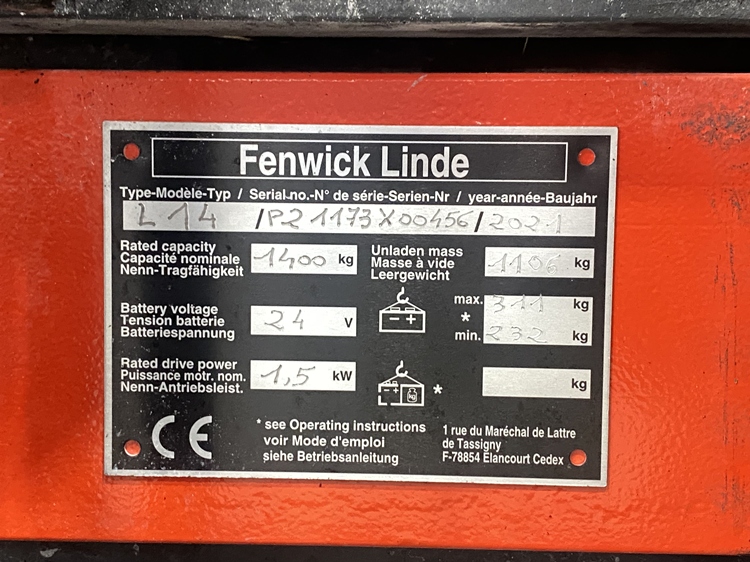 Fenwick Linde
Type-Modèle-Typ / Serial.no.-N° de série-Serien-Nr / year-année-Baujahr
L 14 /P21173X00456/2021
Rated capacity
Capacité nominale
Nenn-Tragfähigkeit
1400 kg
Unladen mass
Masse à vide
Leergewicht
1106 kg
Battery voltage
Tension batterie
Batteriespannung
24 V
max. 311 kg
*
min. 232 kg
Rated drive power
Puissance motr. nom.
Nenn-Antriebsleist.
1,5 kW
- + kg
*
kg
CE
* see Operating instructions
voir Mode d'emploi
siehe Betriebsanleitung
1 rue du Maréchal de Lattre
de Tassigny
F-78854 Elancourt Cedex